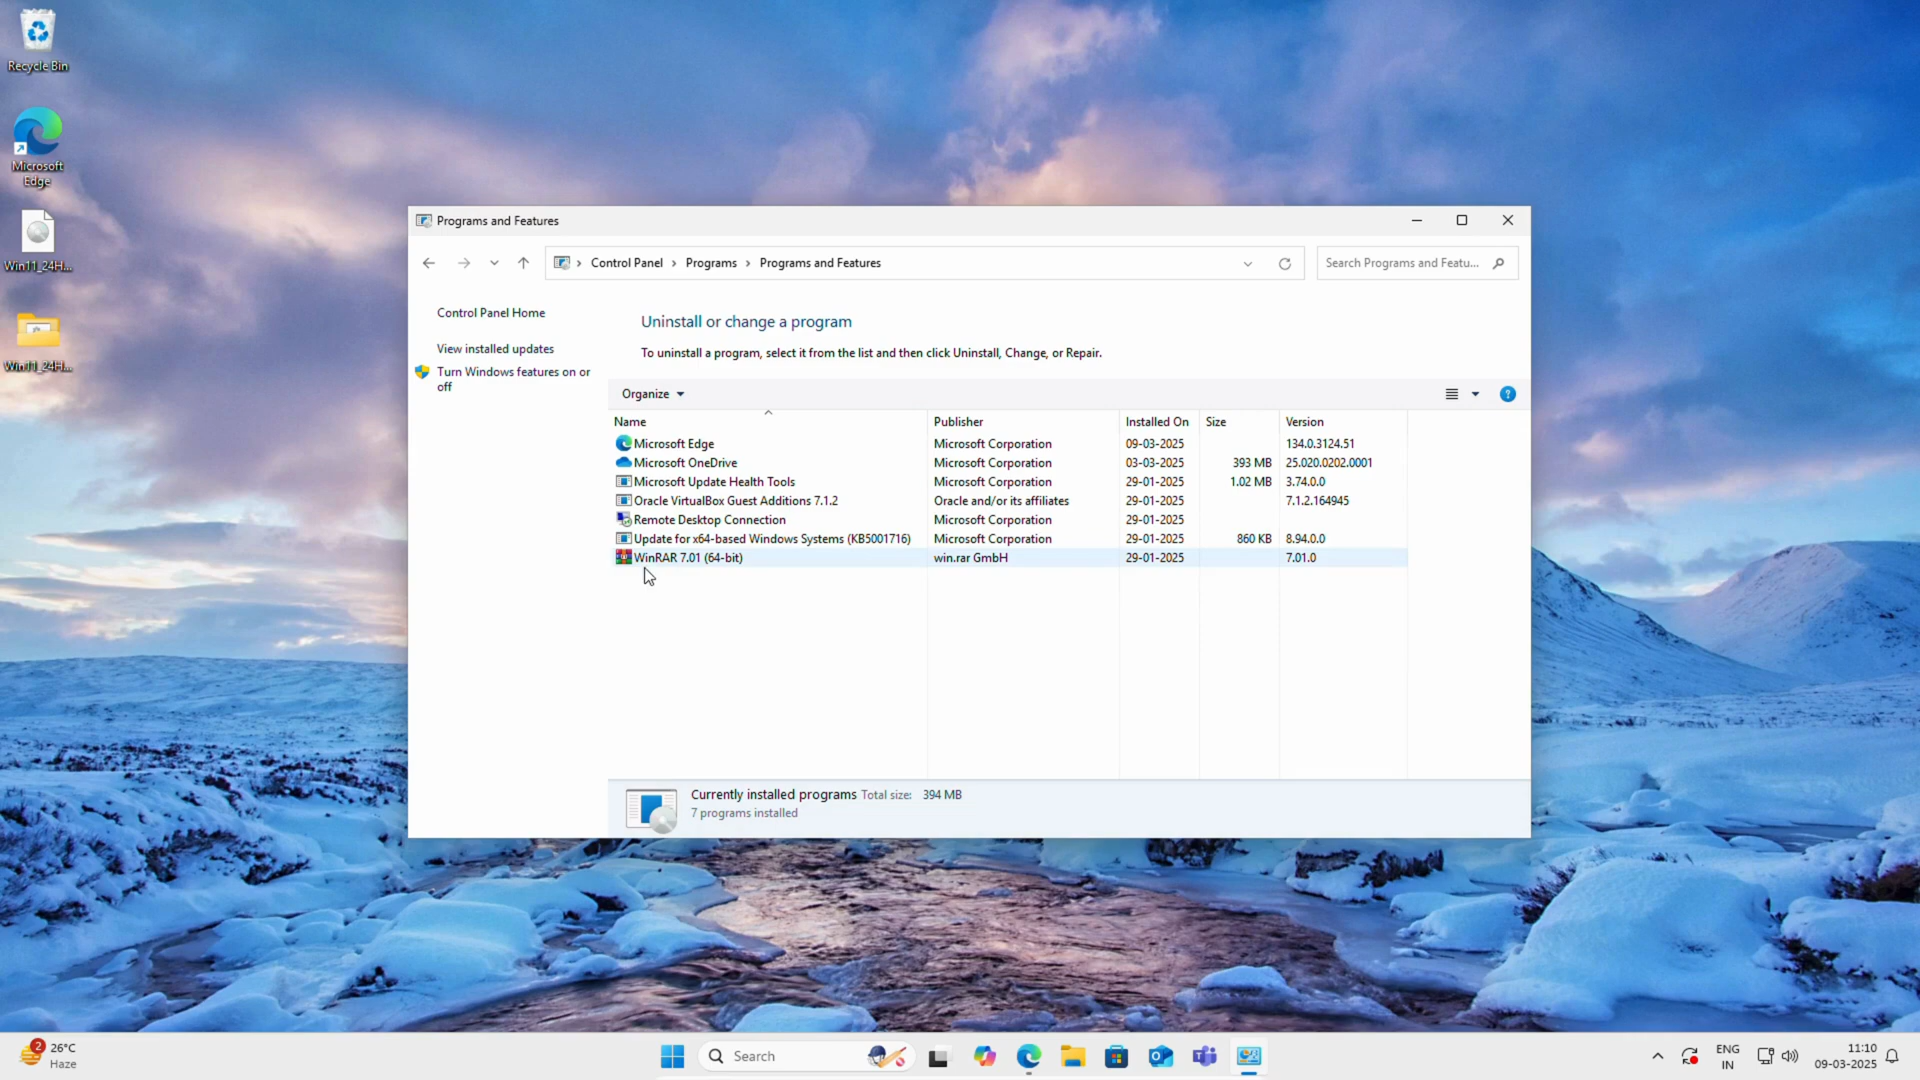 Recycle Bin
Microsoft
Edge
Win11_24H...
Win11_24H...
Programs and Features
Control Panel > Programs > Programs and Features
Search Programs and Featu...
Control Panel Home
View installed updates
Turn Windows features on or
off
Uninstall or change a program
To uninstall a program, select it from the list and then click Uninstall, Change, or Repair.
Organize
Name Publisher Installed On Size Version
Microsoft Edge Microsoft Corporation 09-03-2025 134.0.3124.51
Microsoft OneDrive Microsoft Corporation 03-03-2025 393 MB 25.020.0202.0001
Microsoft Update Health Tools Microsoft Corporation 29-01-2025 1.02 MB 3.74.0.0
Oracle VirtualBox Guest Additions 7.1.2 Oracle and/or its affiliates 29-01-2025 7.1.2.164945
Remote Desktop Connection Microsoft Corporation 29-01-2025
Update for x64-based Windows Systems (KB5001716) Microsoft Corporation 29-01-2025 860 KB 8.94.0.0
WinRAR 7.01 (64-bit) win.rar GmbH 29-01-2025 7.01.0
Currently installed programs Total size: 394 MB
7 programs installed
2
26°C
Haze
Search
ENG
IN
11:10
09-03-2025